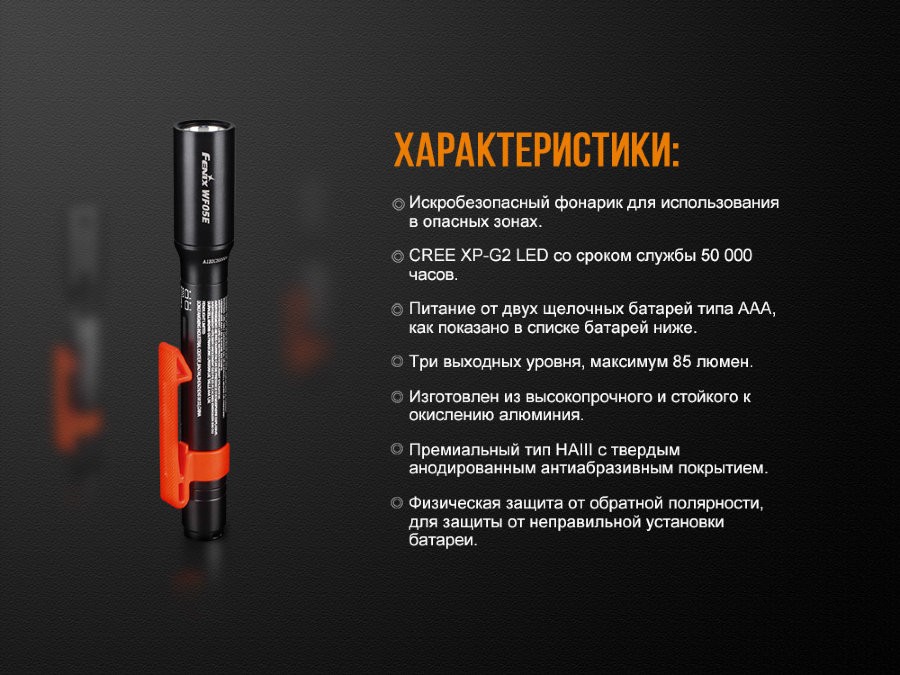 ХАРАКТЕРИСТИКИ:
Искробезопасный фонарик для использования
в опасных зонах.
CREE XP-G2 LED со сроком службы 50 000
часов.
Питание от двух щелочных батарей типа AAA,
как показано в списке батарей ниже.
Три выходных уровня, максимум 85 люмен.
Изготовлен из высокопрочного и стойкого к
окислению алюминия.
Премиальный тип HAIII с твердым
анодированным антиабразивным покрытием.
Физическая защита от обратной полярности,
для защиты от неправильной установки
батареи.
FENIX WF05E